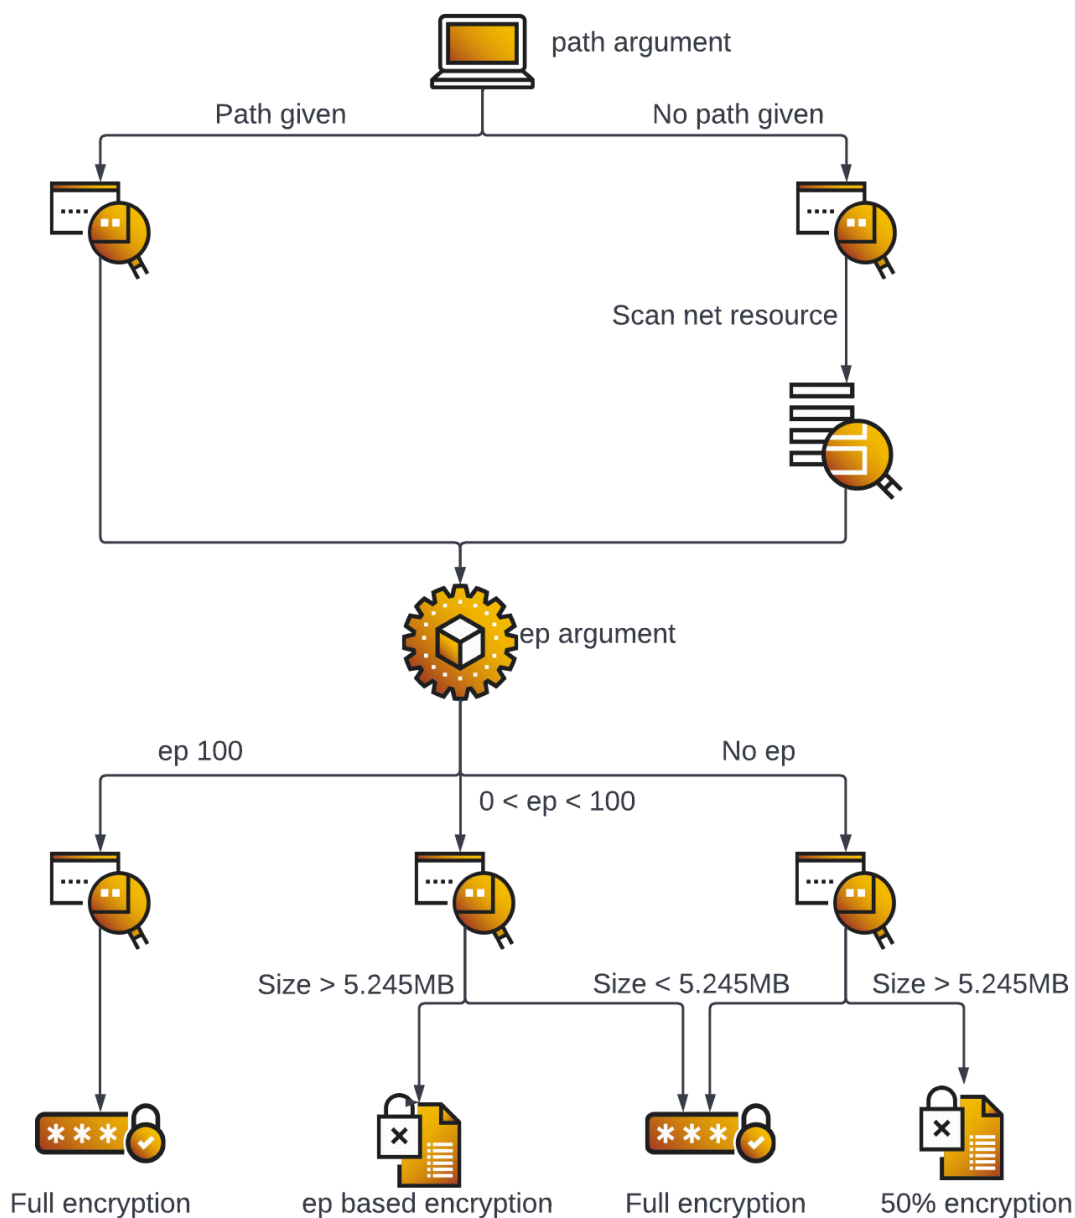 path argument
Path given
No path given
Scan net resource
ep argument
ep 100
No ep
0 < ep < 100
Size > 5.245MB
Size < 5.245MB
Size > 5.245MB
Full encryption
ep based encryption
Full encryption
50% encryption